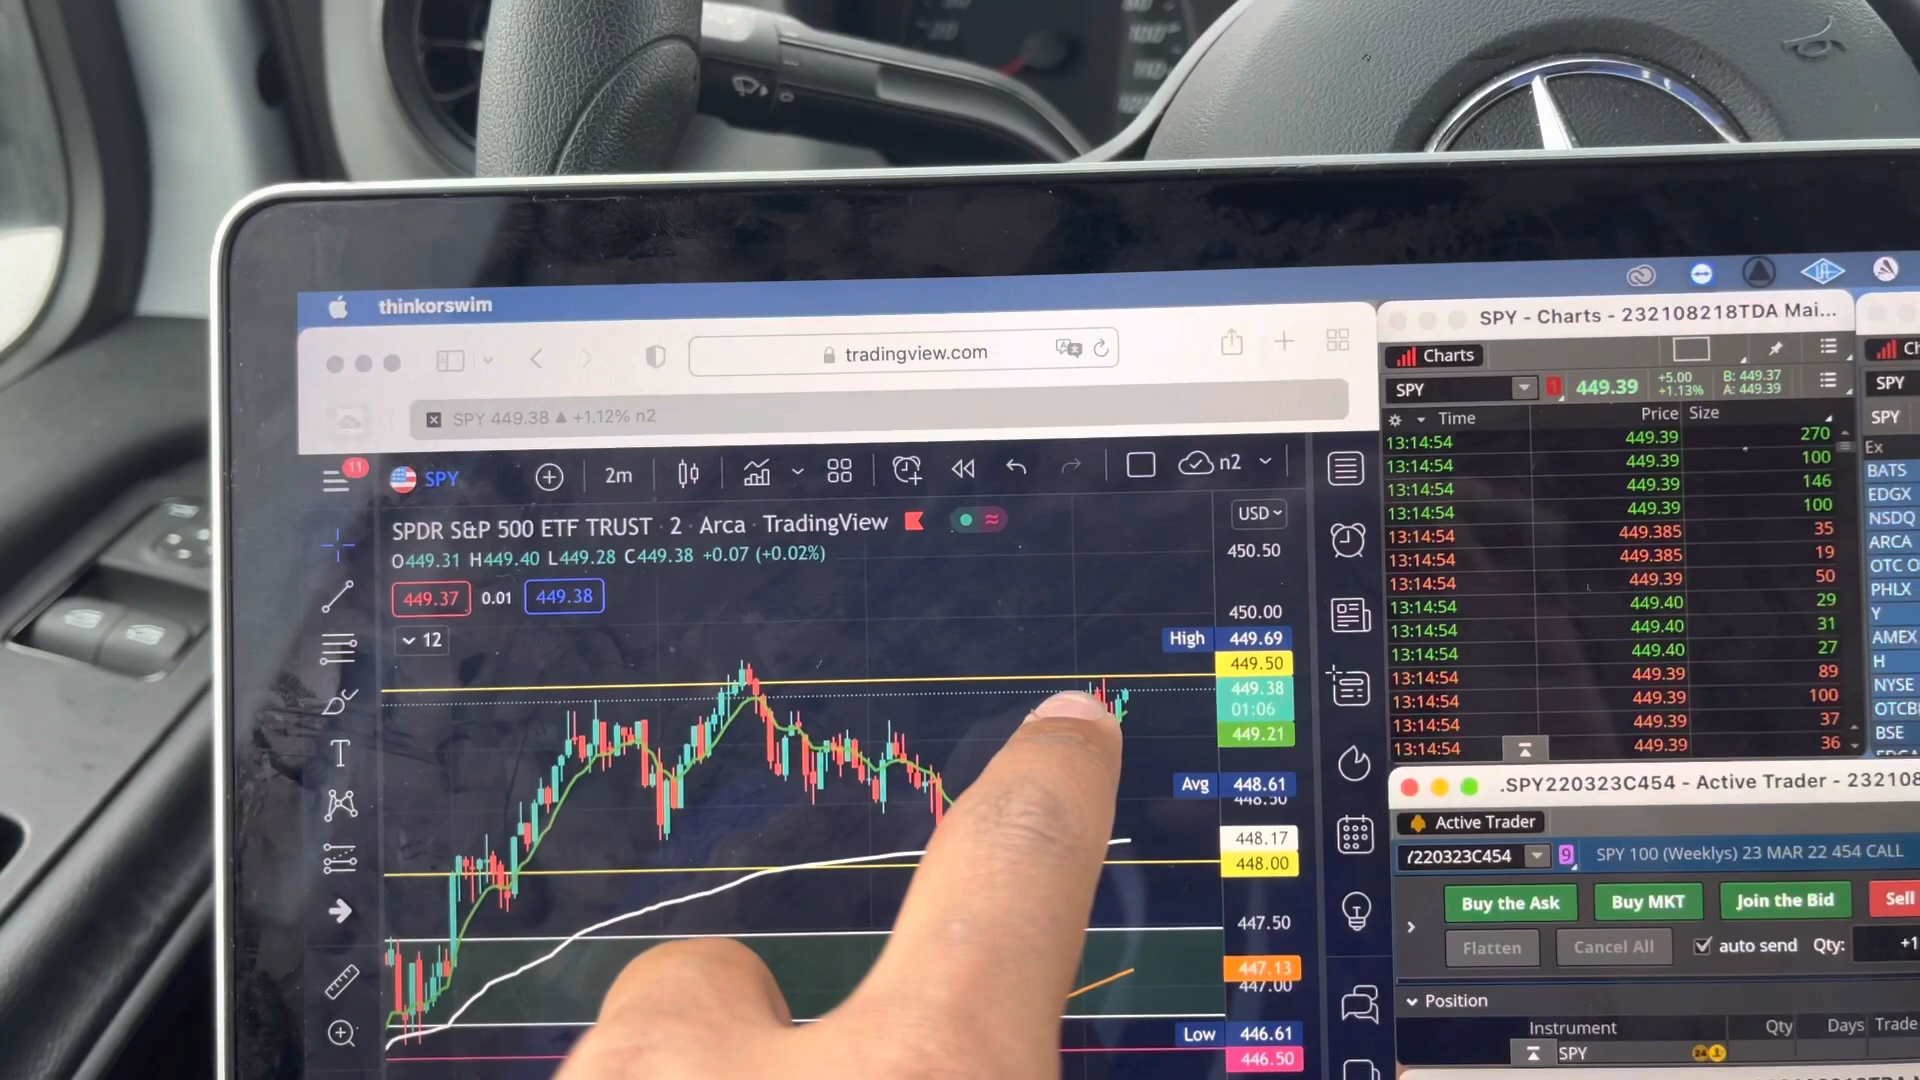 thinkorswim
tradingview.com
SPY 449.38 ▲ +1.12% n2
11
SPY
2m
n2
SPDR S&P 500 ETF TRUST · 2 · Arca · TradingView
O449.31 H449.40 L449.28 C449.38 +0.07 (+0.02%)
449.37 0.01 449.38
12
USD
450.50
450.00
High 449.69
449.50
449.38
01:06
449.21
Avg 448.61
448.50
448.17
448.00
447.50
447.13
447.00
Low 446.61
446.50
SPY - Charts - 232108218TDA Mai...
Charts
SPY 1 449.39 +5.00 +1.13% B: 449.37 A: 449.39
Time Price Size
13:14:54 449.39 270
13:14:54 449.39 100
13:14:54 449.39 146
13:14:54 449.39 100
13:14:54 449.385 35
13:14:54 449.385 19
13:14:54 449.39 50
13:14:54 449.40 29
13:14:54 449.40 31
13:14:54 449.40 27
13:14:54 449.39 89
13:14:54 449.39 100
13:14:54 449.39 37
13:14:54 449.39 36
SPY
SPY
Ex
BATS
EDGX
NSDQ
ARCA
OTC O
PHLX
Y
AMEX
H
NYSE
OTCB
BSE
.SPY220323C454 - Active Trader - 232108
Active Trader
/220323C454 9 SPY 100 (Weeklys) 23 MAR 22 454 CALL
Buy the Ask Buy MKT Join the Bid Sell
Flatten Cancel All auto send Qty: +1
Position
Instrument Qty Days Trade
SPY